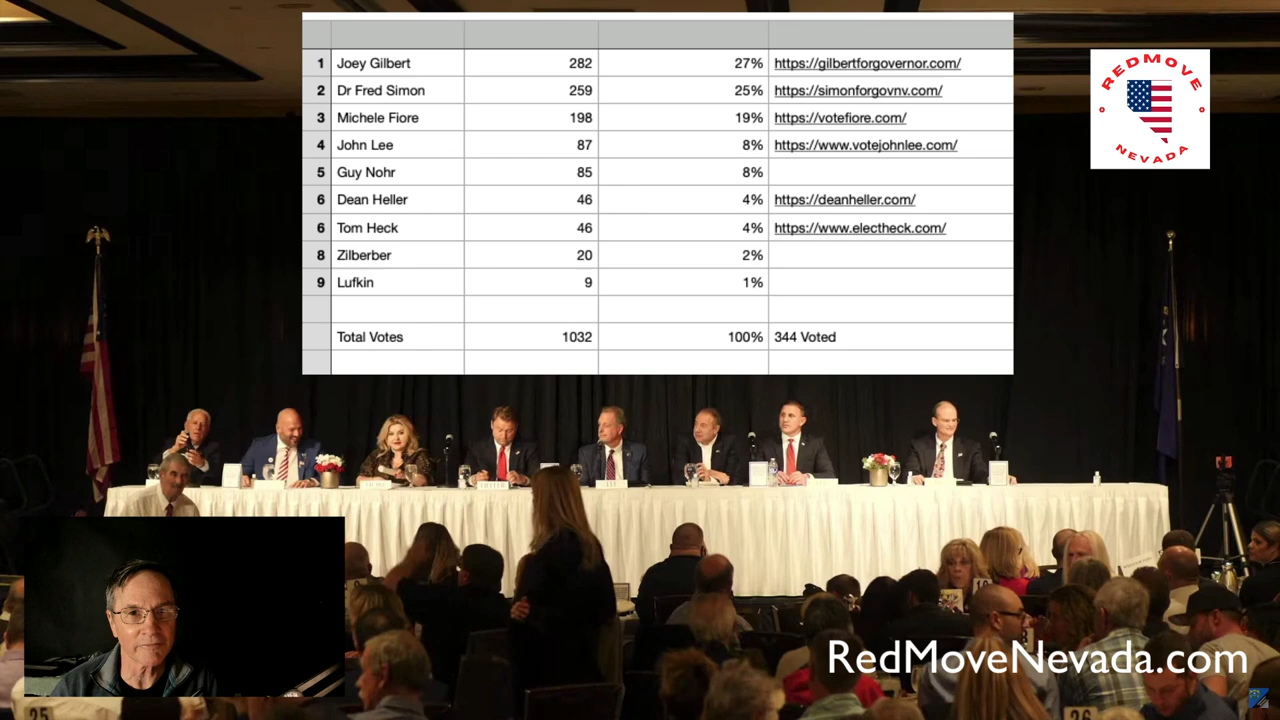 1 Joey Gilbert 282 27% https://gilbertforgovernor.com/
2 Dr Fred Simon 259 25% https://simonforgovnv.com/
3 Michele Fiore 198 19% https://votefiore.com/
4 John Lee 87 8% https://www.votejohnlee.com/
5 Guy Nohr 85 8%
6 Dean Heller 46 4% https://deanheller.com/
6 Tom Heck 46 4% https://www.electheck.com/
8 Zilberber 20 2%
9 Lufkin 9 1%
Total Votes 1032 100% 344 Voted
REDMOVE
NEVADA
RedMoveNevada.com
25